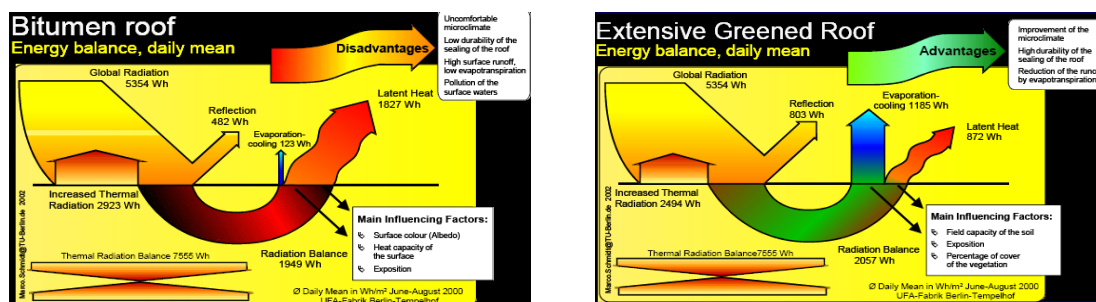 Bitumen roof
Energy balance, daily mean
Disadvantages
Uncomfortable
microclimate
Low durability of the
sealing of the roof
High surface runoff,
low evapotranspiration
Pollution of the
surface waters
Global Radiation
5354 Wh
Reflection
482 Wh
Evaporation-
cooling 123 Wh
Latent Heat
1827 Wh
Increased Thermal
Radiation 2923 Wh
Radiation Balance
1949 Wh
Main Influencing Factors:
Surface colour (Albedo)
Heat capacity of
the surface
Exposition
Thermal Radiation Balance 7555 Wh
Marco.Schmidt@TU-Berlin.de 2002
Ø Daily Mean in Wh/m² June-August 2000
UFA-Fabrik Berlin-Tempelhof
Extensive Greened Roof
Energy balance, daily mean
Advantages
Improvement of the
microclimate
High durability of the
sealing of the roof
Reduction of the runo
by evapotranspiration
Global Radiation
5354 Wh
Reflection
803 Wh
Evaporation-
cooling 1185 Wh
Latent Heat
872 Wh
Increased Thermal
Radiation 2494 Wh
Radiation Balance
2057 Wh
Main Influencing Factors:
Field capacity of the soil
Exposition
Percentage of cover
of the vegetation
Thermal Radiation Balance7555 Wh
Marco.Schmidt@TU-Berlin.de 2002
Ø Daily Mean in Wh/m² June-August 2000
UFA-Fabrik Berlin-Tempelhof